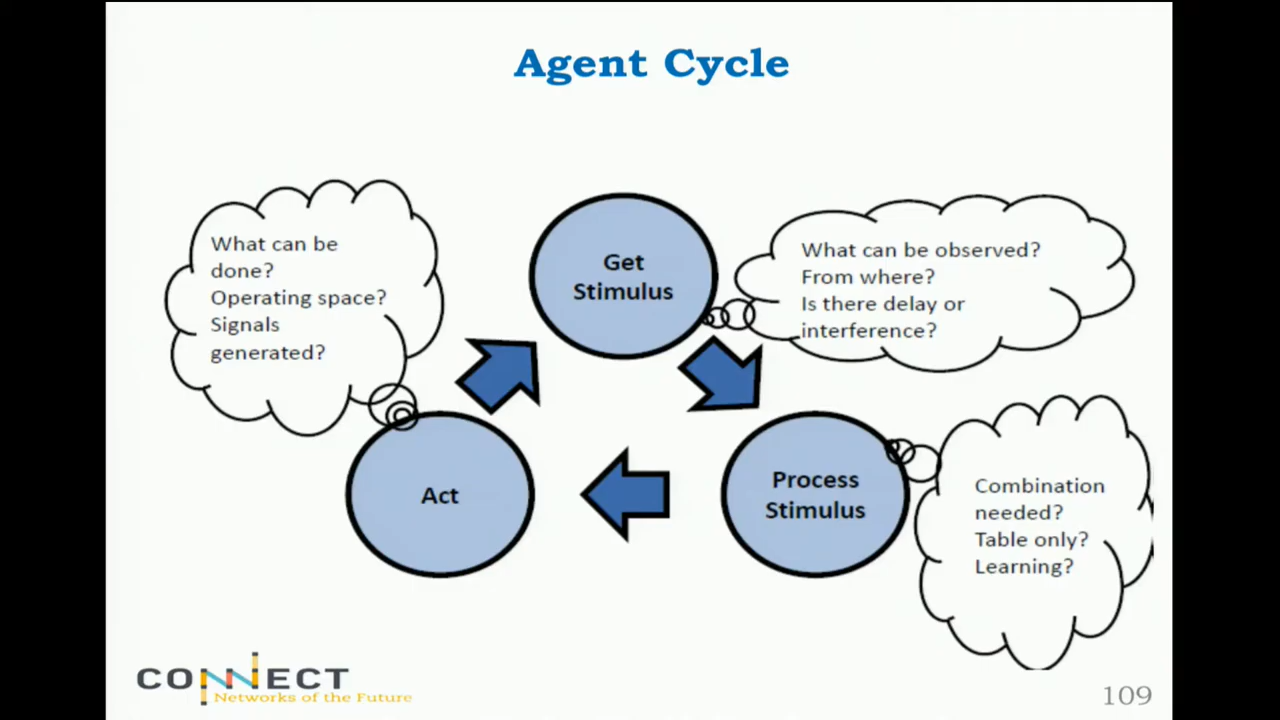 Agent Cycle
What can be
done?
Operating space?
Signals
generated?
Get
Stimulus
What can be observed?
From where?
Is there delay or
interference?
Act
Process
Stimulus
Combination
needed?
Table only?
Learning?
CONNECT
Networks of the Future
109